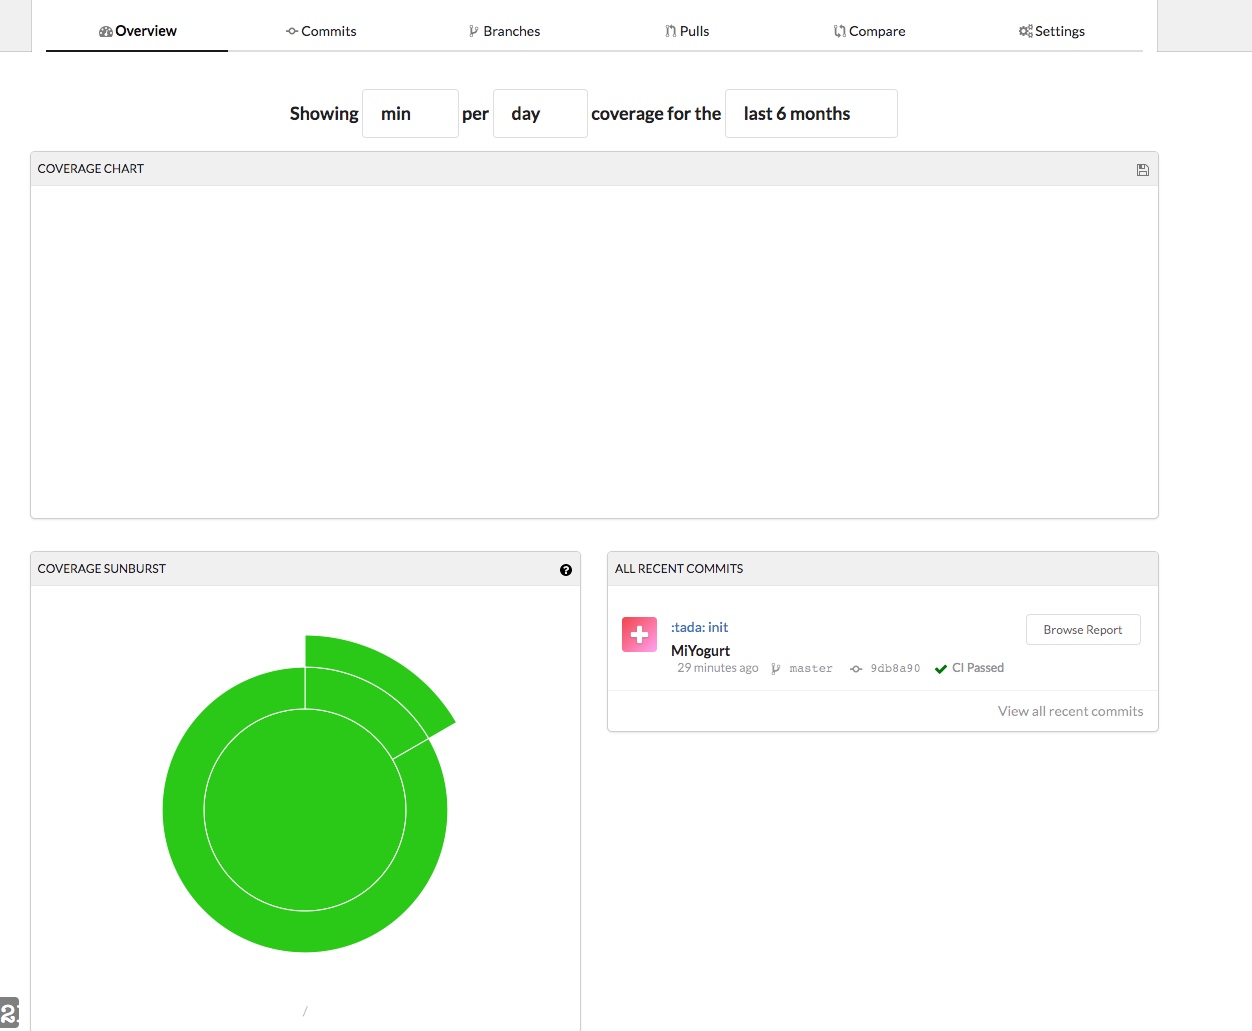 Overview Commits Branches Pulls Compare Settings
Showing min per day coverage for the last 6 months
COVERAGE CHART
COVERAGE SUNBURST
?
/
ALL RECENT COMMITS
:tada: init
Browse Report
MiYogurt
29 minutes ago master 9db8a90 CI Passed
View all recent commits
2